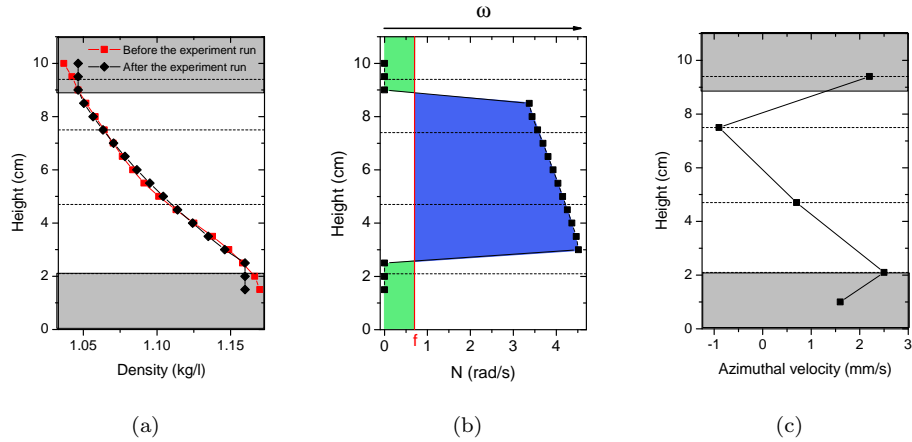 Before the experiment run
After the experiment run
10
8
6
4
2
0
Height (cm)
1.05
1.10
1.15
Density (kg/l)
(a)
ω
10
8
6
4
2
0
Height (cm)
0
f
1
2
3
4
N (rad/s)
(b)
10
8
6
4
2
0
Height (cm)
-1
0
1
2
3
Azimuthal velocity (mm/s)
(c)